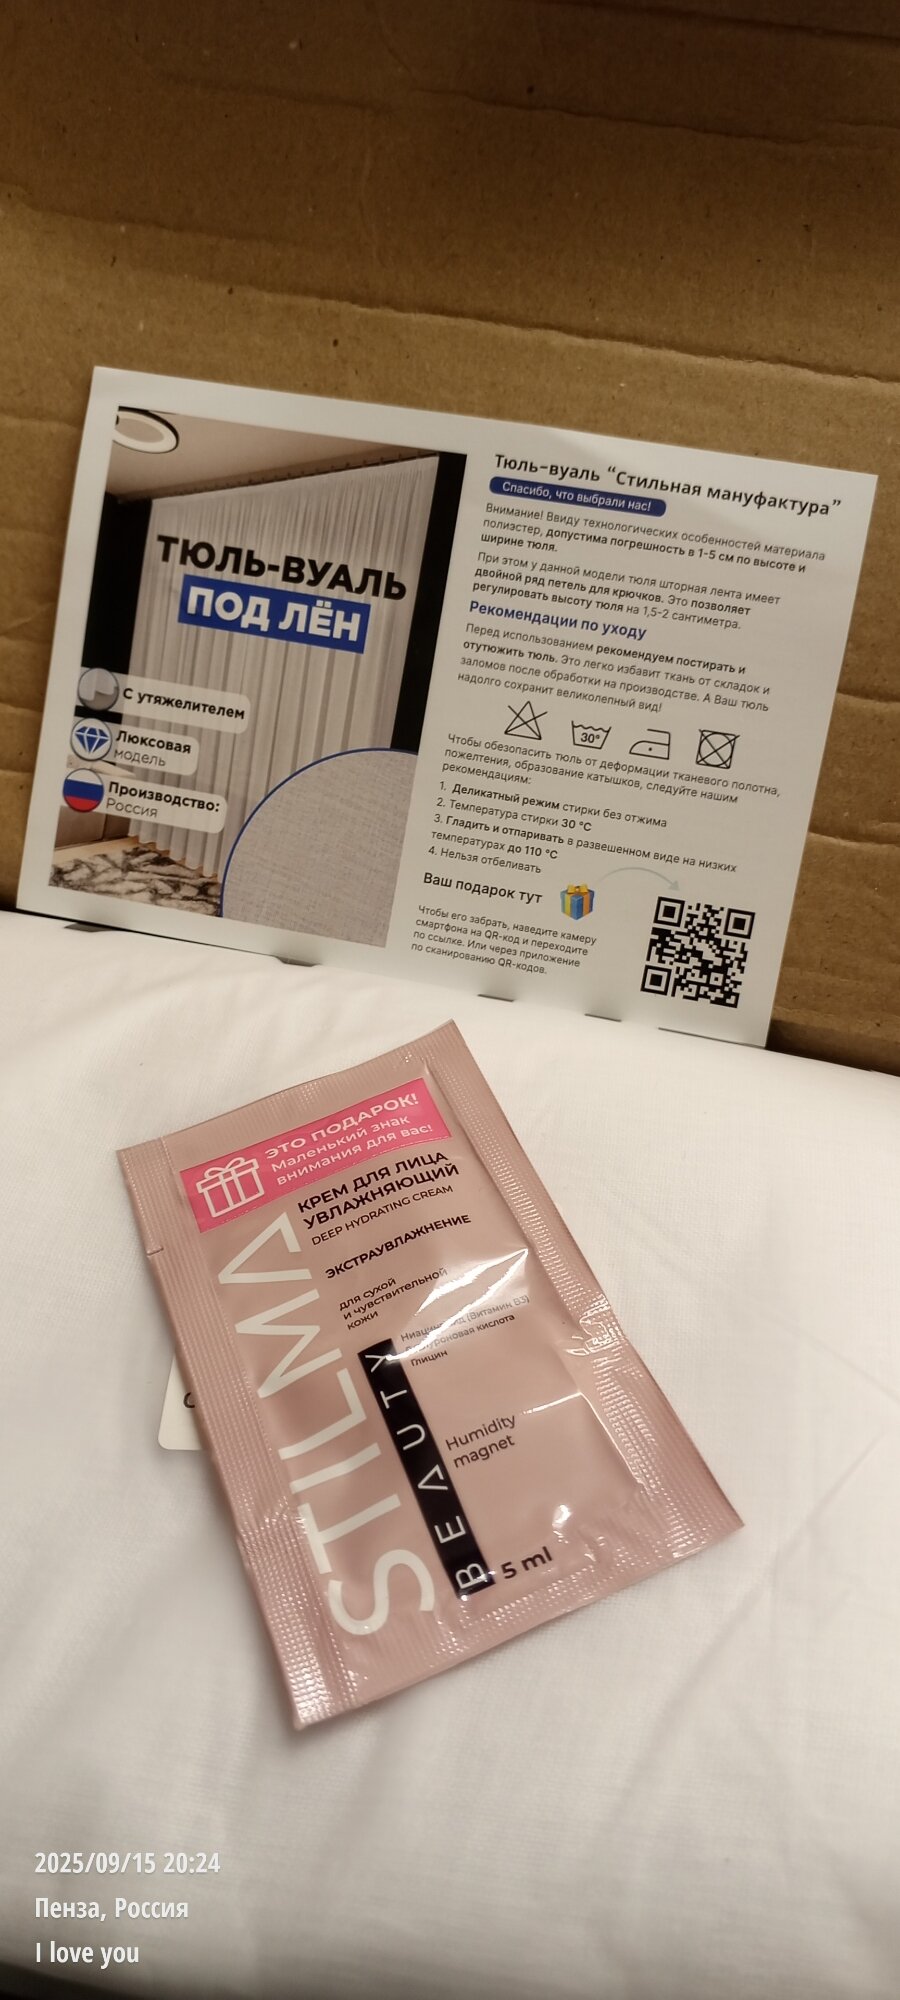 ТЮЛЬ-ВУАЛЬ
ПОД ЛЁН
С утяжелителем
Люксовая
модель
Производство:
Россия
Тюль-вуаль “Стильная мануфактура”
Спасибо, что выбрали нас!
Внимание! Ввиду технологических особенностей материала
полиэстер, допустима погрешность в 1-5 см по высоте и
ширине тюля.
При этом у данной модели тюля шторная лента имеет
двойной ряд петель для крючков. Это позволяет
регулировать высоту тюля на 1,5-2 сантиметра.
Рекомендации по уходу
Перед использованием рекомендуем постирать и
отутюжить тюль. Это легко избавит ткань от складок и
заломов после обработки на производстве. А Ваш тюль
надолго сохранит великолепный вид!
30°
Чтобы обезопасить тюль от деформации тканевого полотна,
пожелтения, образование катышков, следуйте нашим
рекомендациям:
1. Деликатный режим стирки без отжима
2. Температура стирки 30 °C
3. Гладить и отпаривать в развешенном виде на низких
температурах до 110 °C
4. Нельзя отбеливать
Ваш подарок тут
Чтобы его забрать, наведите камеру
смартфона на QR-код и переходите
по ссылке. Или через приложение
по сканированию QR-кодов.
ЭТО ПОДАРОК!
Маленький знак
внимания для вас!
КРЕМ ДЛЯ ЛИЦА
УВЛАЖНЯЮЩИЙ
DEEP HYDRATING CREAM
ЭКСТРАУВЛАЖНЕНИЕ
для сухой
и чувствительной
кожи
(Витамин B3)
кислота
Глицин
STILMA
BEAUTY
Humidity
magnet
5 ml
2025/09/15 20:24
Пенза, Россия
I love you